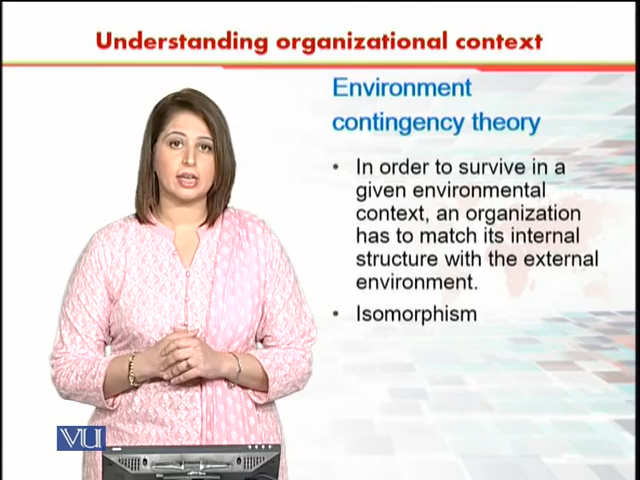 Understanding organizational context
Environment
contingency theory
• In order to survive in a
given environmental
context, an organization
has to match its internal
structure with the external
environment.
• Isomorphism
VU